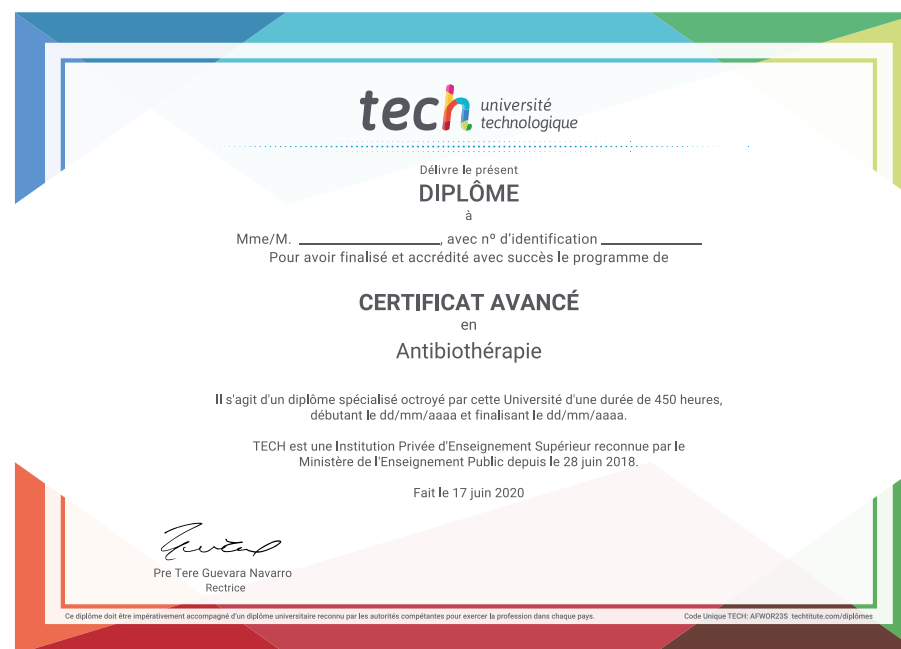 tech université
technologique
Délivre le présent
DIPLÔME
à
Mme/M. ____________________, avec nº d'identification ______________
Pour avoir finalisé et accrédité avec succès le programme de
CERTIFICAT AVANCÉ
en
Antibiothérapie
Il s'agit d'un diplôme spécialisé octroyé par cette Université d'une durée de 450 heures,
débutant le dd/mm/aaaa et finalisant le dd/mm/aaaa.
TECH est une Institution Privée d'Enseignement Supérieur reconnue par le
Ministère de l'Enseignement Public depuis le 28 juin 2018.
Fait le 17 juin 2020
Pre Tere Guevara Navarro
Rectrice
Ce diplôme doit être impérativement accompagné d'un diplôme universitaire reconnu par les autorités compétentes pour exercer la profession dans chaque pays.
Code Unique TECH: AFWOR23S techtitute.com/diplômes